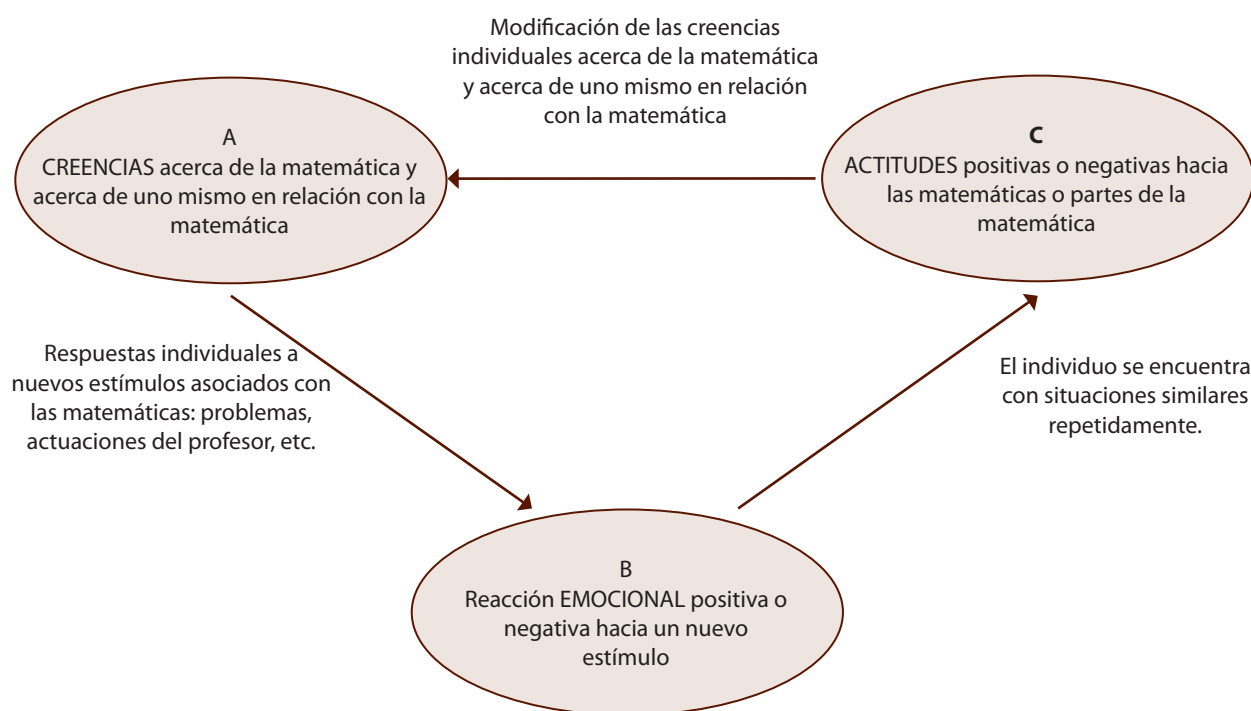 Modificación de las creencias
individuales acerca de la matemática
y acerca de uno mismo en relación
con la matemática
A
CREENCIAS acerca de la matemática y
acerca de uno mismo en relación con la
matemática
C
ACTITUDES positivas o negativas hacia
las matemáticas o partes de la
matemática
Respuestas individuales a
nuevos estímulos asociados con
las matemáticas: problemas,
actuaciones del profesor, etc.
El individuo se encuentra
con situaciones similares
repetidamente.
B
Reacción EMOCIONAL positiva o
negativa hacia un nuevo
estímulo